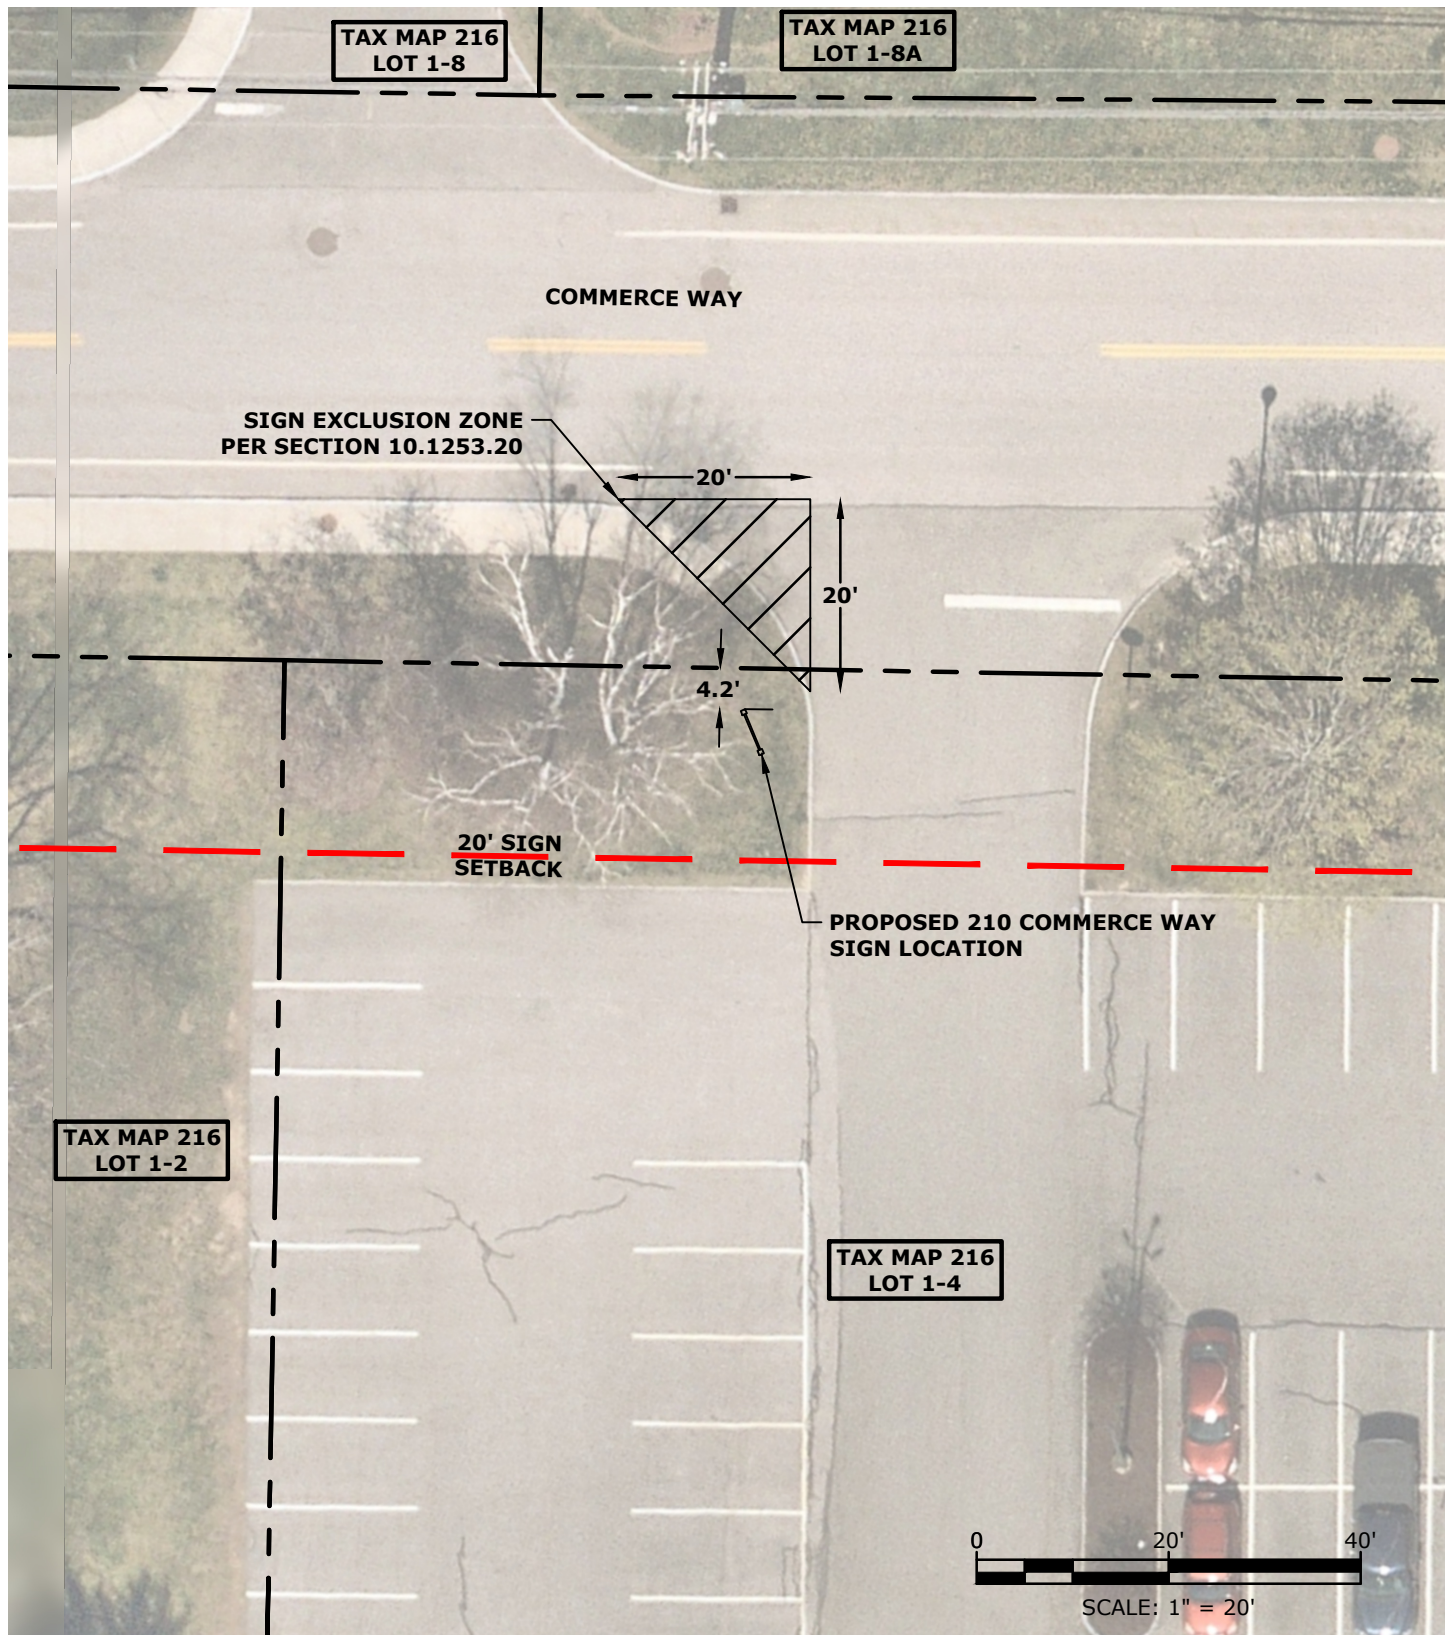 TAX MAP 216
LOT 1-8
TAX MAP 216
LOT 1-8A
COMMERCE WAY
SIGN EXCLUSION ZONE
PER SECTION 10.1253.20
20'
20'
4.2'
20' SIGN
SETBACK
PROPOSED 210 COMMERCE WAY
SIGN LOCATION
TAX MAP 216
LOT 1-2
TAX MAP 216
LOT 1-4
0 20' 40'
SCALE: 1" = 20'